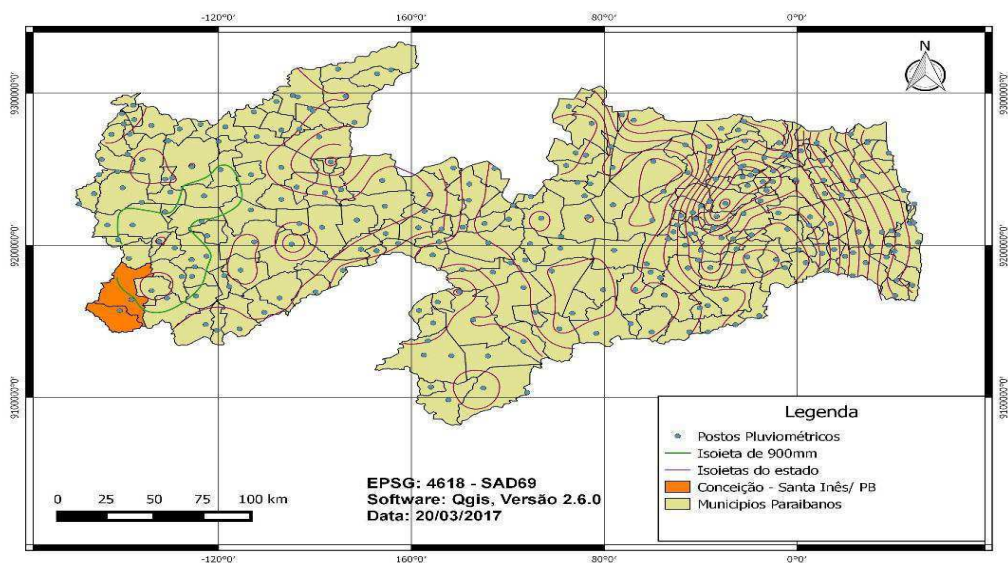 -120°0' 160°0' 80°0' 0°0'
N
9300000°0' 9300000°0'
9200000°0' 9200000°0'
9100000°0' 9100000°0'
Legenda
Postos Pluviométricos
Isoieta de 900mm
Isoietas do estado
Conceição - Santa Inês/ PB
Municipios Paraibanos
EPSG: 4618 - SAD69
Software: Qgis, Versão 2.6.0
Data: 20/03/2017
0 25 50 75 100 km
-120°0' 160°0' 80°0' 0°0'